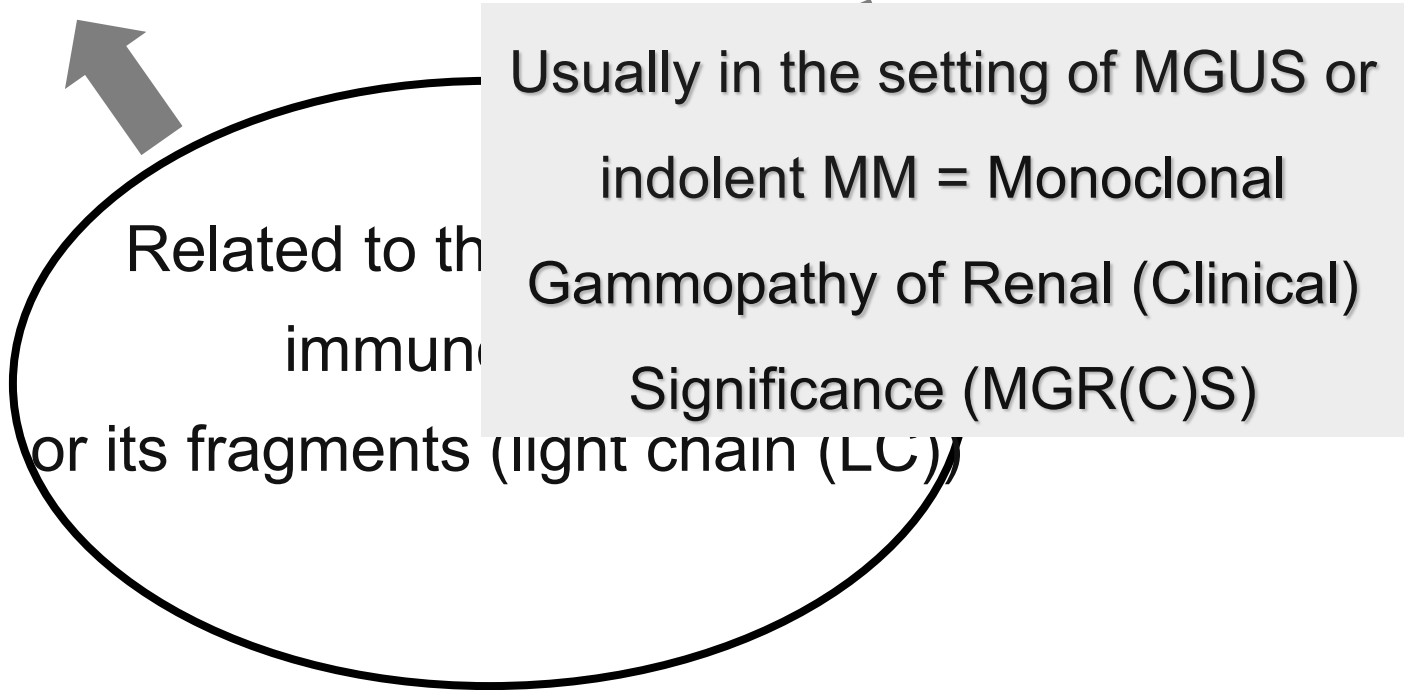 Usually in the setting of MGUS or
indolent MM = Monoclonal
Gammopathy of Renal (Clinical)
Significance (MGR(C)S)
Related to th
immun
or its fragments (light chain (LC))